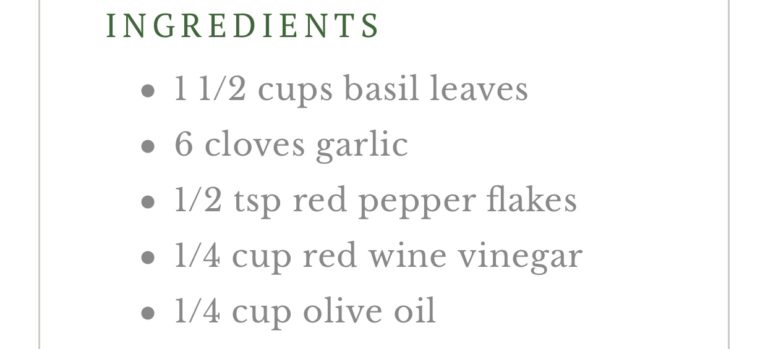 INGREDIENTS
• 1 1/2 cups basil leaves
• 6 cloves garlic
• 1/2 tsp red pepper flakes
• 1/4 cup red wine vinegar
• 1/4 cup olive oil